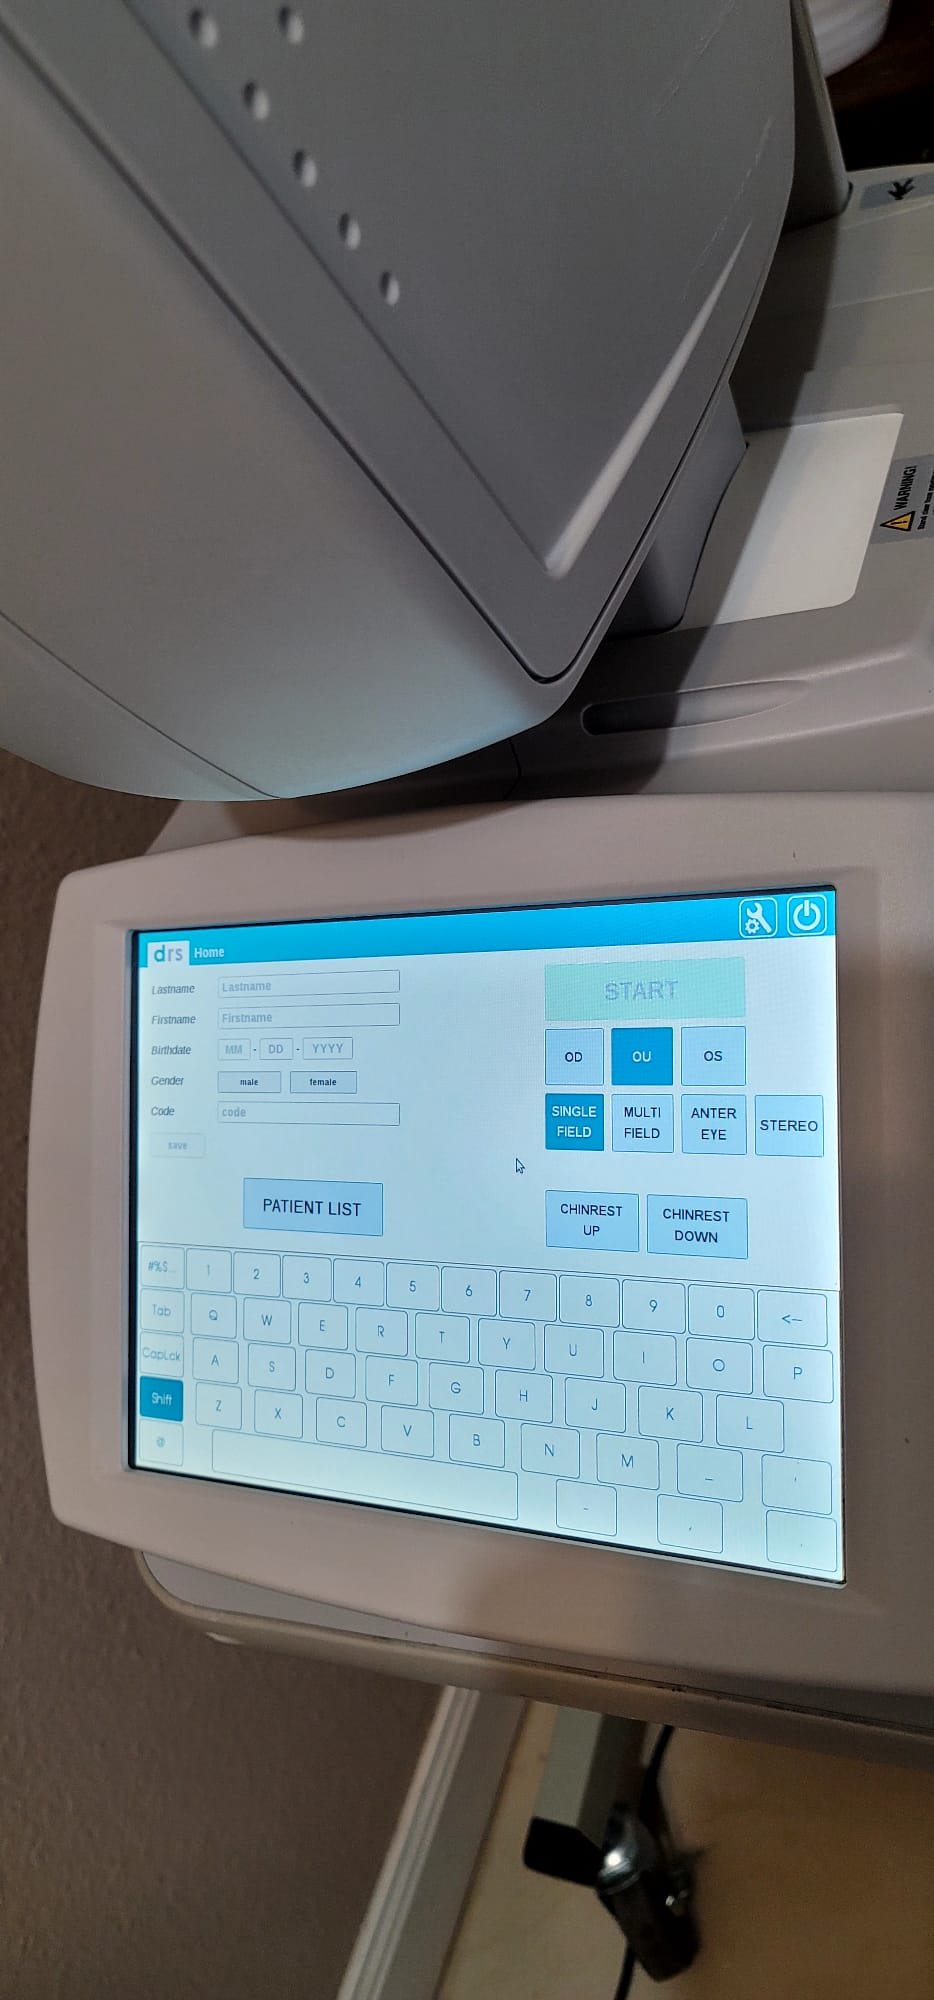 WARNING!
drs Home
Lastname Lastname
Firstname Firstname
Birthdate MM - DD - YYYY
Gender male female
Code code
save
PATIENT LIST
START
OD OU OS
SINGLE FIELD
MULTI FIELD
ANTER EYE
STEREO
CHINREST UP
CHINREST DOWN
#%$... 1 2 3 4 5 6 7 8 9 0 <--
Tab Q W E R T Y U I O P
CapLck A S D F G H J K L
Shift Z X C V B N M _ '
@ - , .